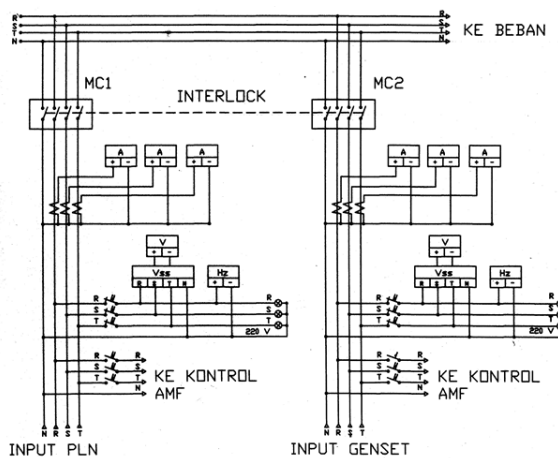 R
S
T
N
R
S
T
N
KE BEBAN
MC1
INTERLOCK
MC2
A
+ -
A
+ -
A
+ -
A
+ -
A
+ -
A
+ -
V
+ -
Vss
R S T N
Hz
+ -
V
+ -
Vss
R S T N
Hz
+ -
R
S
T
R
S
T
220 V
R
S
T
R
S
T
220 V
R
S
T
R
S
T
N
KE KONTROL
AMF
R
S
T
R
S
T
N
KE KONTROL
AMF
N R S T
INPUT PLN
N R S T
INPUT GENSET